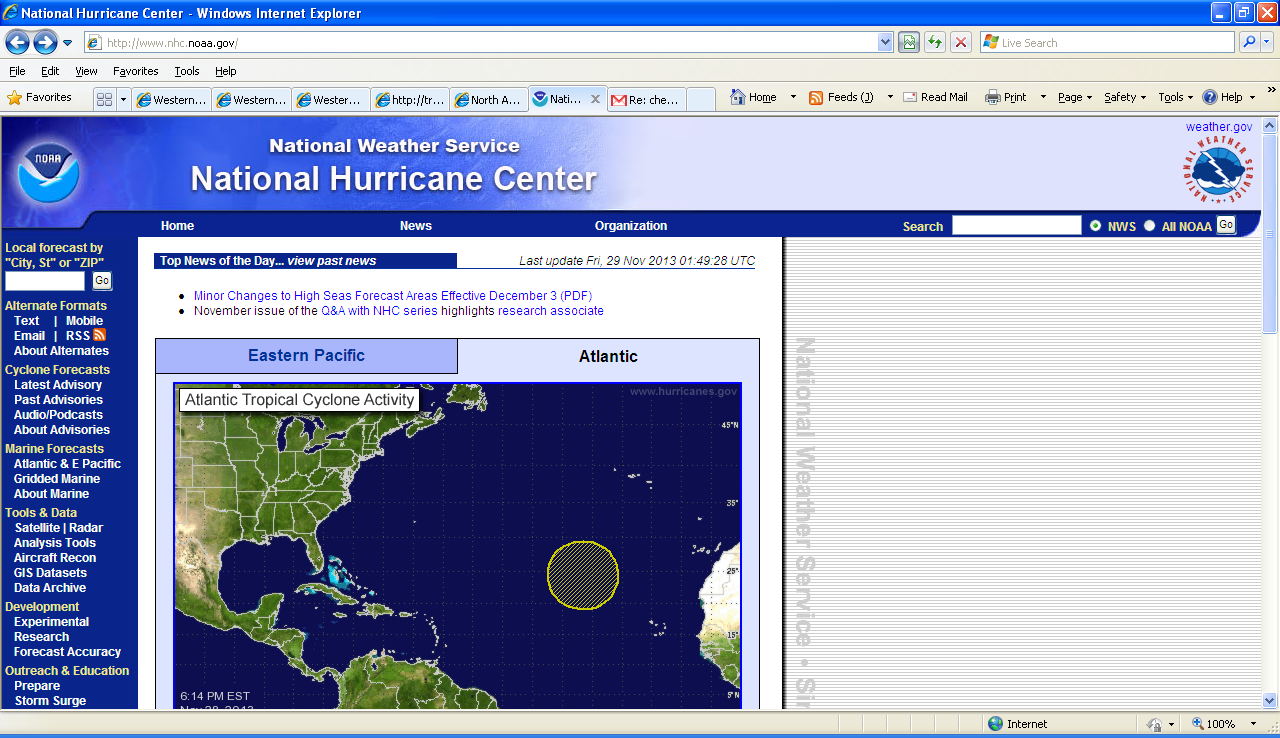 National Hurricane Center - Windows Internet Explorer
http://www.nhc.noaa.gov/
Live Search
File Edit View Favorites Tools Help
Favorites
Western... Western... Wester... http://tr... North A... Nati... Re: che...
Home Feeds (J) Read Mail Print Page Safety Tools Help »
NOAA
National Weather Service
National Hurricane Center
weather.gov
NATIONAL WEATHER SERVICE
Home News Organization Search NWS All NOAA Go
Local forecast by
"City, St" or "ZIP"
Go
Alternate Formats
Text | Mobile
Email | RSS
About Alternates
Cyclone Forecasts
Latest Advisory
Past Advisories
Audio/Podcasts
About Advisories
Marine Forecasts
Atlantic & E Pacific
Gridded Marine
About Marine
Tools & Data
Satellite | Radar
Analysis Tools
Aircraft Recon
GIS Datasets
Data Archive
Development
Experimental
Research
Forecast Accuracy
Outreach & Education
Prepare
Storm Surge
Top News of the Day... view past news
Last update Fri, 29 Nov 2013 01:49:28 UTC
Minor Changes to High Seas Forecast Areas Effective December 3 (PDF)
November issue of the Q&A with NHC series highlights research associate
Eastern Pacific
Atlantic
www.hurricanes.gov
Atlantic Tropical Cyclone Activity
45°N
35°
25°
15°
5°N
6:14 PM EST
Nov 28, 2013
National Weather Service •
Internet
100%